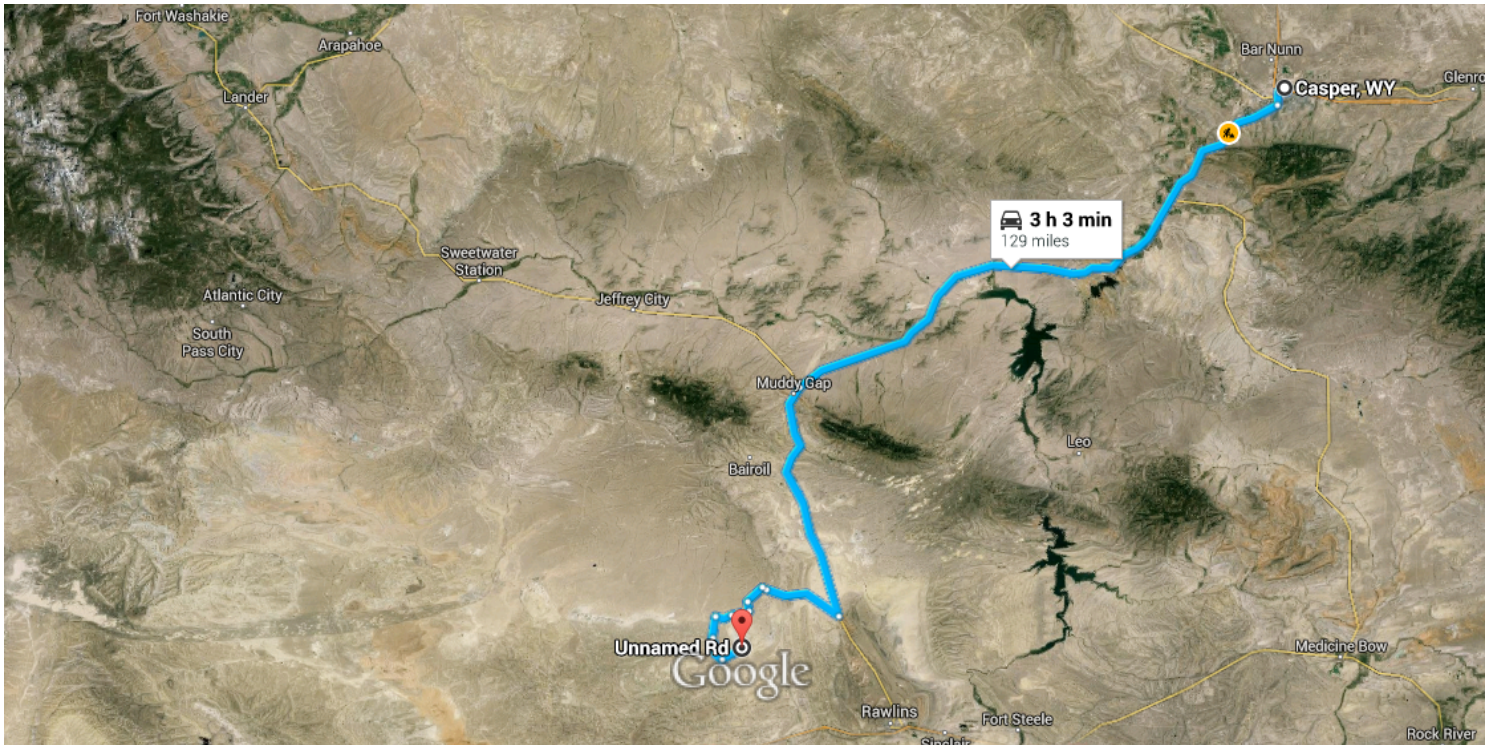 Fort Washakie
Arapahoe
Bar Nunn
Glenro
Casper, WY
Lander
3 h 3 min
129 miles
Sweetwater
Station
Atlantic City
Jeffrey City
South
Pass City
Muddy Gap
Leo
Bairoil
Unnamed Rd
Google
Medicine Bow
Rawlins
Fort Steele
Sinclair
Rock River